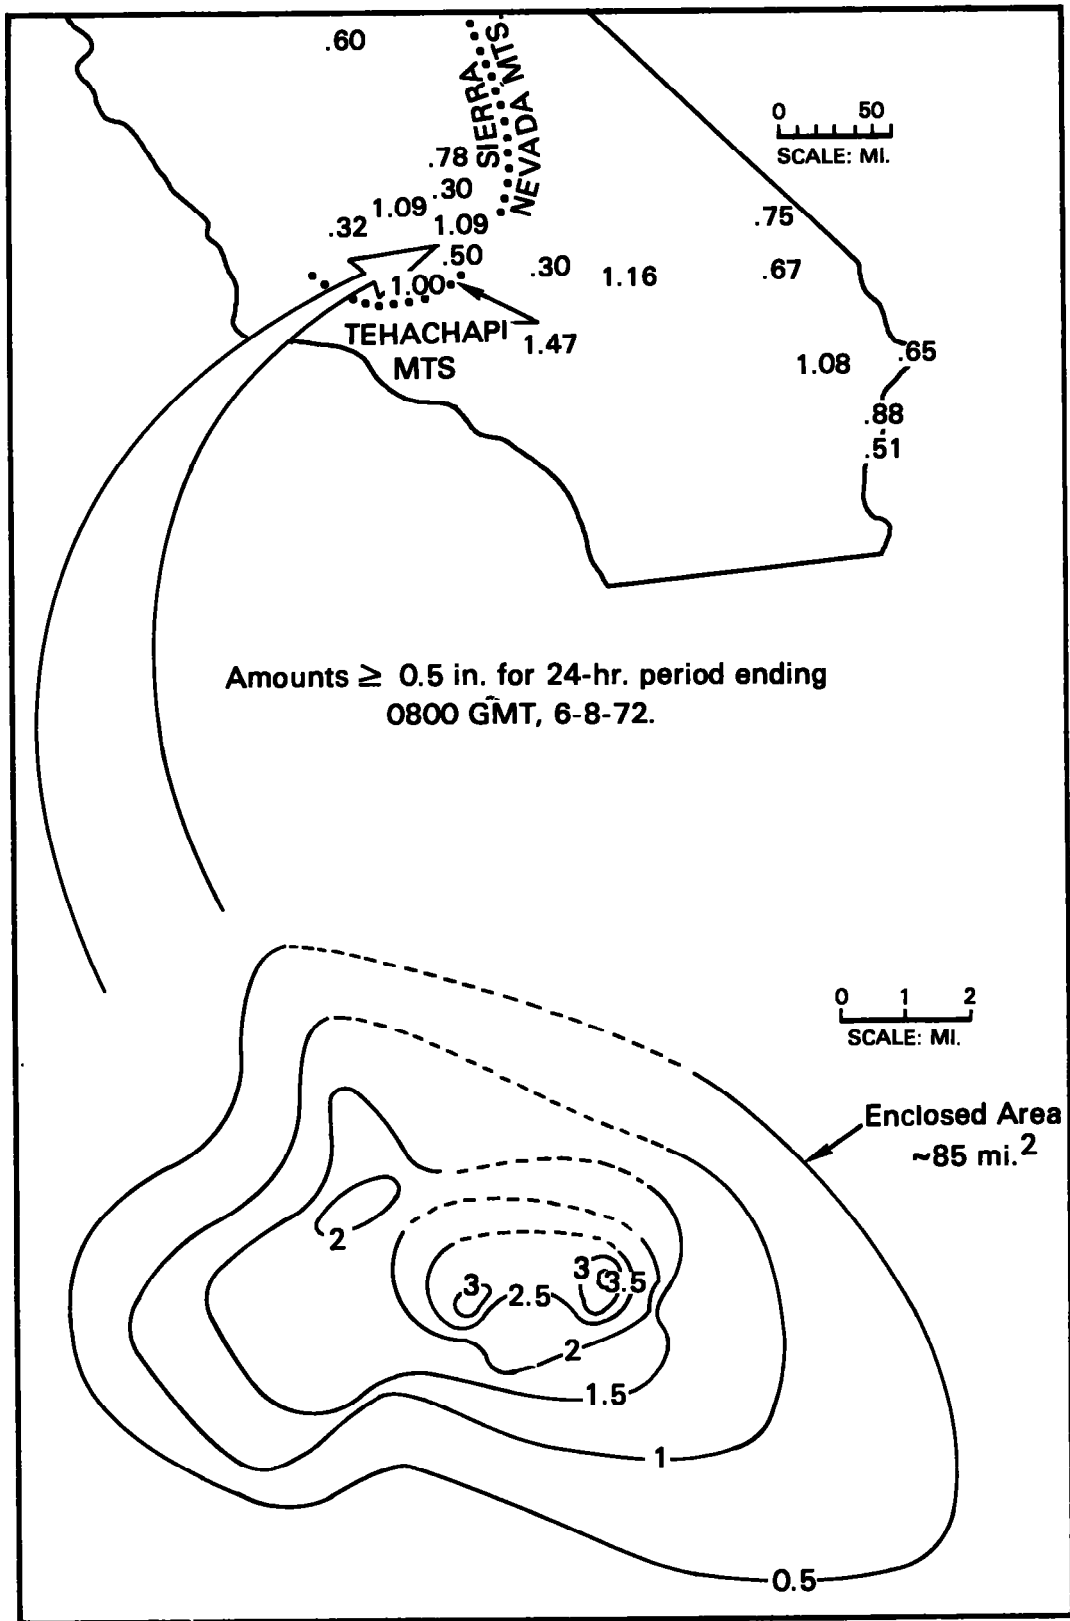 .60
SIERRA
NEVADA MTS.
0 50
SCALE: MI.
.78
.30
1.09
.32
1.09
.75
.50
.30
1.16
.67
1.00
TEHACHAPI
MTS
1.47
1.08
.65
.88
.51
Amounts ≥ 0.5 in. for 24-hr. period ending
0800 GMT, 6-8-72.
0 1 2
SCALE: MI.
Enclosed Area
~85 mi.2
2
3
3
3.5
2.5
2
1.5
1
0.5